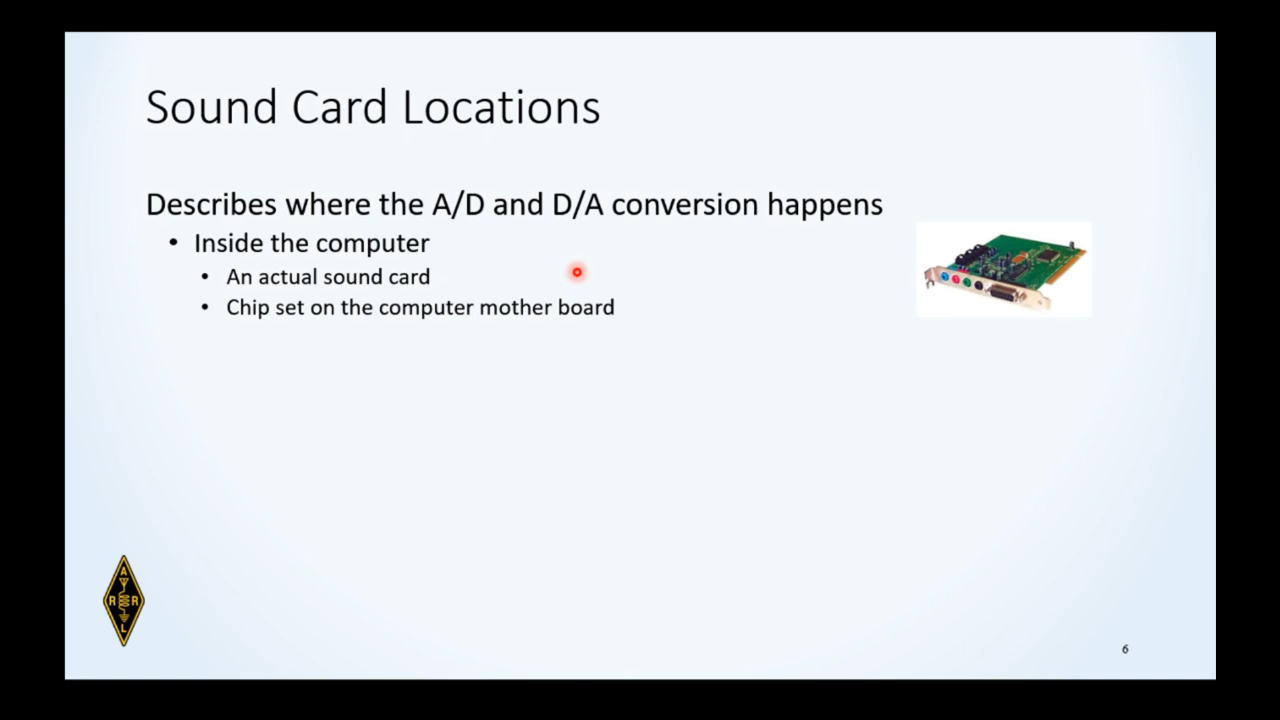 Sound Card Locations
Describes where the A/D and D/A conversion happens
• Inside the computer
• An actual sound card
• Chip set on the computer mother board
A
R R
L
6